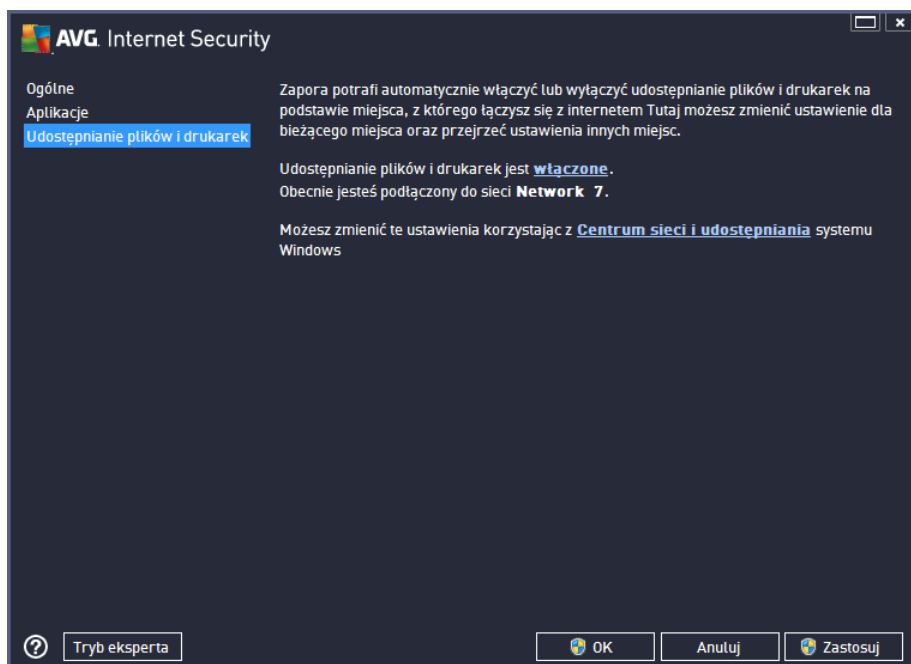 AVG. Internet Security
Ogólne
Aplikacje
Udostępnianie plików i drukarek
Zapora potrafi automatycznie włączyć lub wyłączyć udostępnianie plików i drukarek na
podstawie miejsca, z którego łączysz się z internetem Tutaj możesz zmienić ustawienie dla
bieżącego miejsca oraz przejrzeć ustawienia innych miejsc.
Udostępnianie plików i drukarek jest włączone.
Obecnie jesteś podłączony do sieci Network 7.
Możesz zmienić te ustawienia korzystając z Centrum sieci i udostępniania systemu
Windows
? Tryb eksperta
OK
Anuluj
Zastosuj